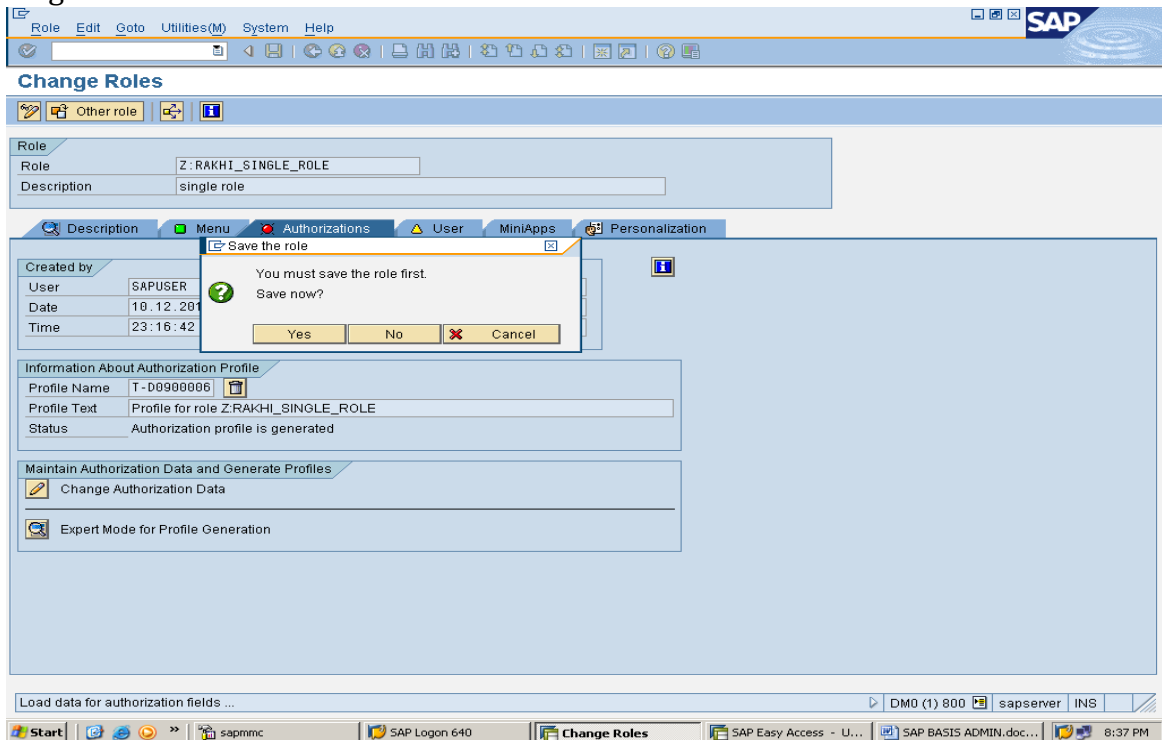 Role Edit Goto Utilities(M) System Help
SAP
Change Roles
Other role
Role
Role Z:RAKHI_SINGLE_ROLE
Description single role
Description Menu Authorizations User MiniApps Personalization
Save the role
You must save the role first.
Save now?
Yes No Cancel
Created by
User SAPUSER
Date 10.12.201
Time 23:16:42
Information About Authorization Profile
Profile Name T-D0900006
Profile Text Profile for role Z:RAKHI_SINGLE_ROLE
Status Authorization profile is generated
Maintain Authorization Data and Generate Profiles
Change Authorization Data
Expert Mode for Profile Generation
Load data for authorization fields ...
DM0 (1) 800 sapserver INS
Start » sapmmc SAP Logon 640 Change Roles SAP Easy Access - U... SAP BASIS ADMIN.doc... 8:37 PM